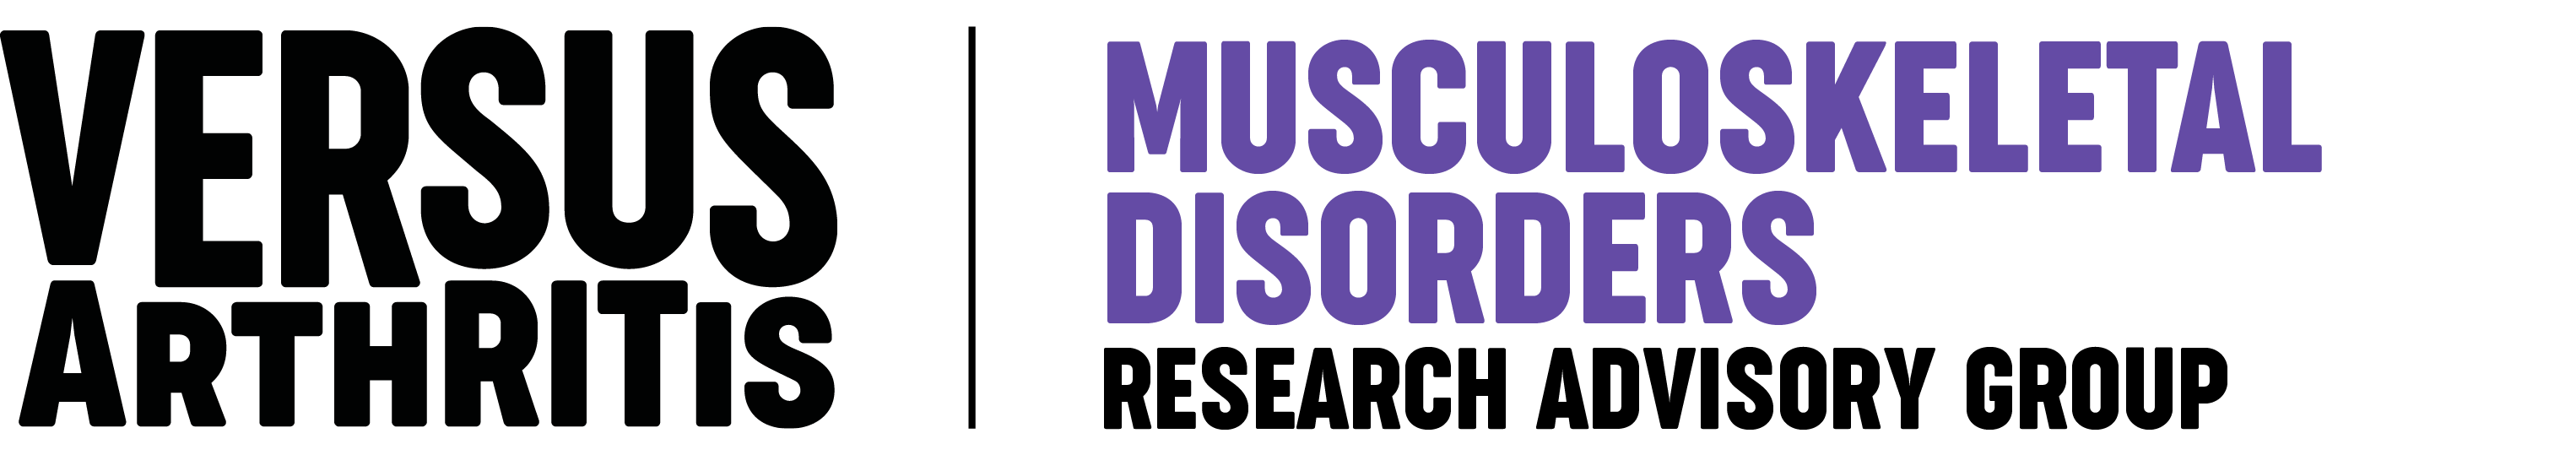 VERSUS
ARTHRITIS
MUSCULOSKELETAL
DISORDERS
RESEARCH ADVISORY GROUP